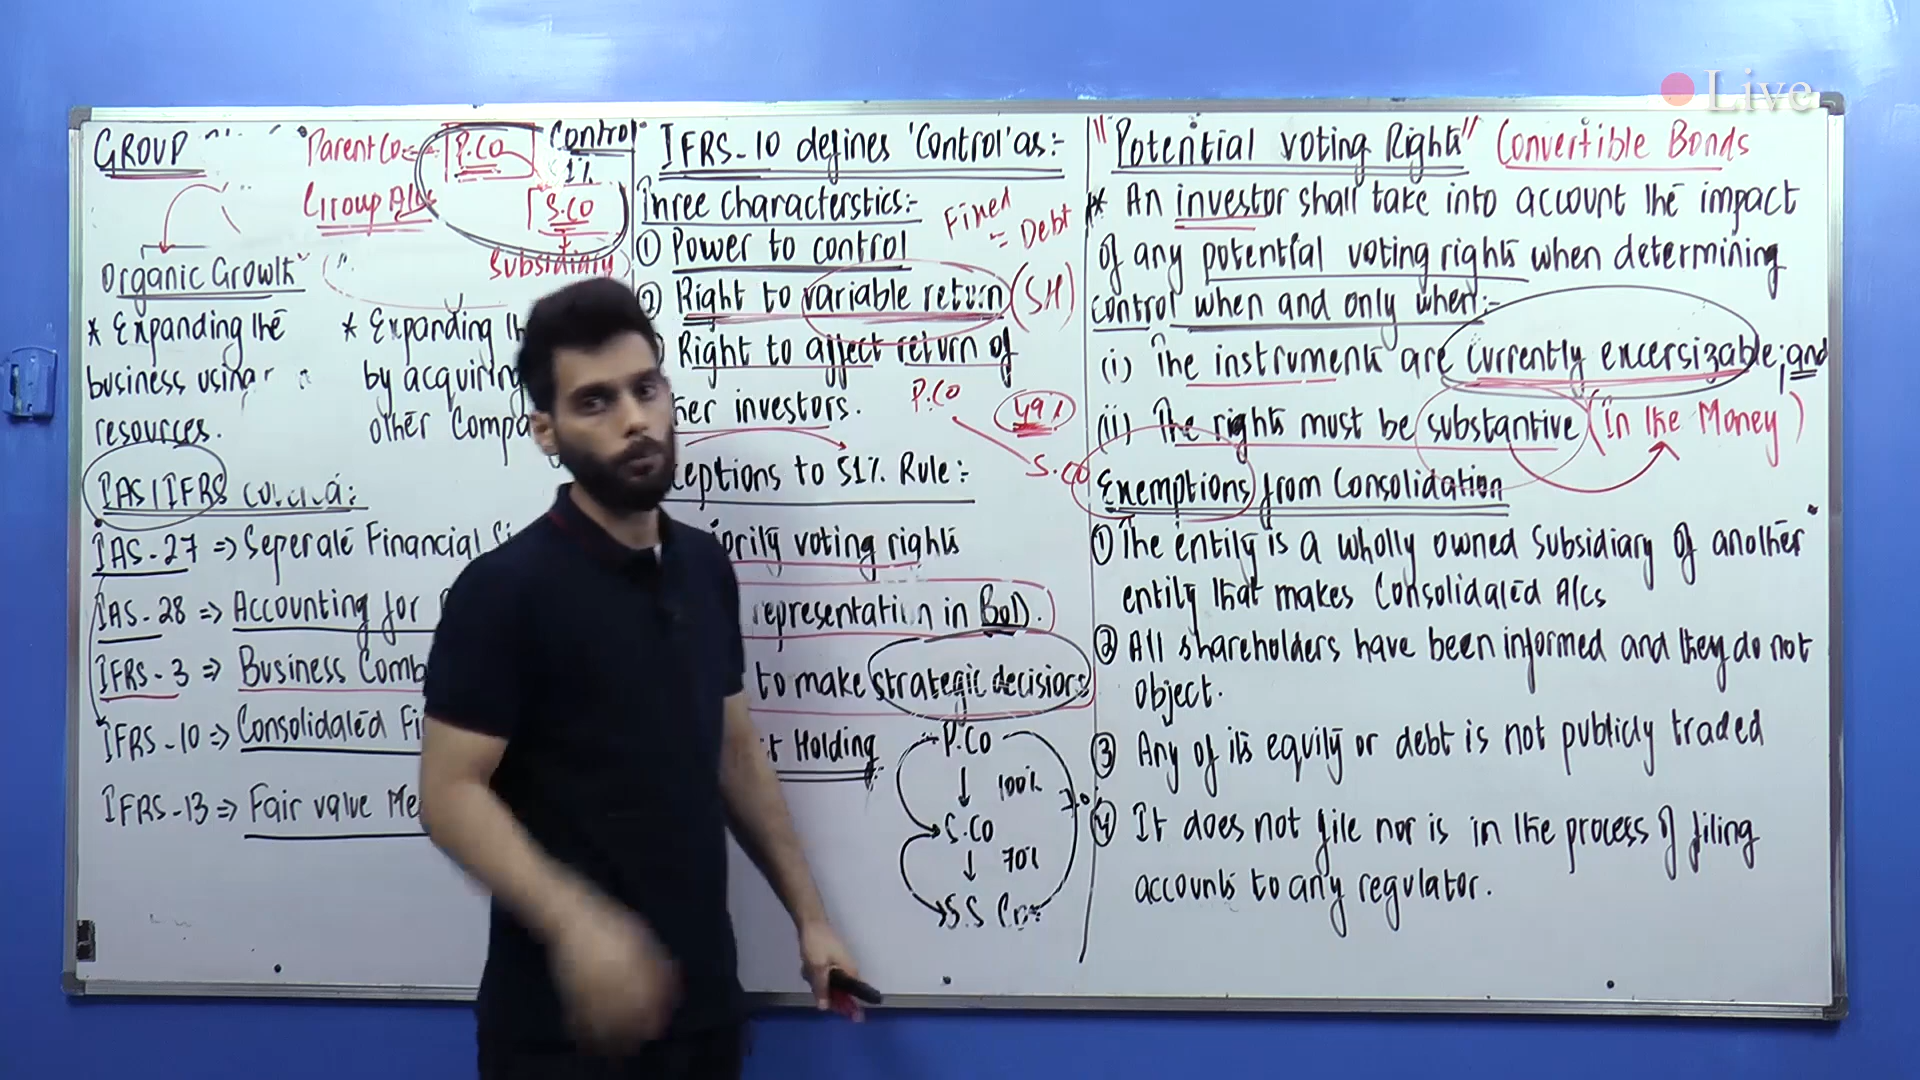 Live
GROUP
Parent Co
P.CO
Control
51%
Group A/cs
S.CO
Subsidiary
Organic Growth
* Expanding the
business using
resources.
* Expanding th
by acquiring
other Compa
IAS/IFRS
IAS-27 => Seperate Financial S
IAS-28 => Accounting for
IFRS-3 => Business Comb
IFRS-10 => Consolidated Fi
IFRS-13 => Fair value Me
IFRS-10 defines 'Control' as:-
Three Characterstics:-
① Power to control
Fixed
= Debt
② Right to variable return (SH)
Right to affect return of
her investors.
P.CO
49%
S.CO
ceptions to 51% Rule:-
ority voting rights
representation in BoD.
to make strategic decisions
t Holding
P.CO
100%
S.CO
70%
S.S Co
"Potential Voting Rights" Convertible Bonds
* An investor shall take into account the impact
of any potential voting rights when determining
control when and only when:-
(i) The instrument are currently excersizable; and
(ii) The rights must be substantive (In the Money)
Exemptions from Consolidation
① The entity is a wholly owned Subsidiary of another
entity that makes Consolidated A/cs
② All shareholders have been informed and they do not
object.
③ Any of its equity or debt is not publicly traded
④ It does not file nor is in the process of filing
accounts to any regulator.